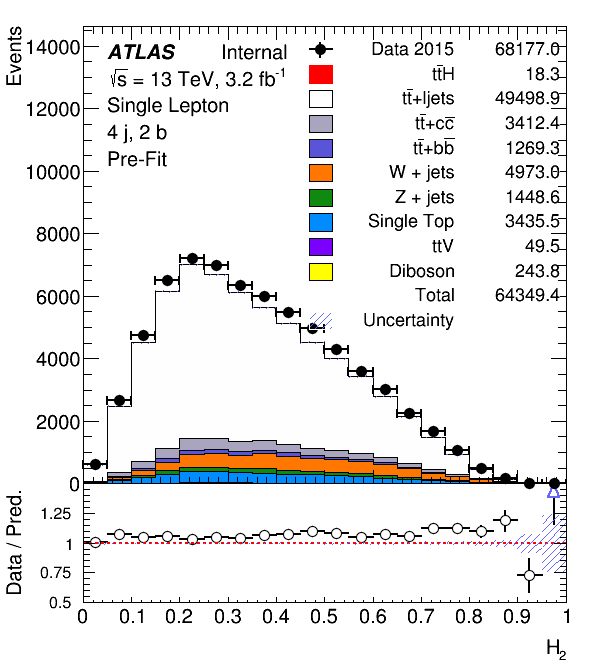 Events
14000
12000
10000
8000
6000
4000
2000
0
ATLAS Internal
√s = 13 TeV, 3.2 fb⁻¹
Single Lepton
4 j, 2 b
Pre-Fit
Data 2015 68177.0
tt̄H 18.3
tt̄+ljets 49498.9
tt̄+cc̄ 3412.4
tt̄+bb̄ 1269.3
W + jets 4973.0
Z + jets 1448.6
Single Top 3435.5
ttV 49.5
Diboson 243.8
Total 64349.4
Uncertainty
Data / Pred.
1.25
1
0.75
0.5
0 0.1 0.2 0.3 0.4 0.5 0.6 0.7 0.8 0.9 1
H₂